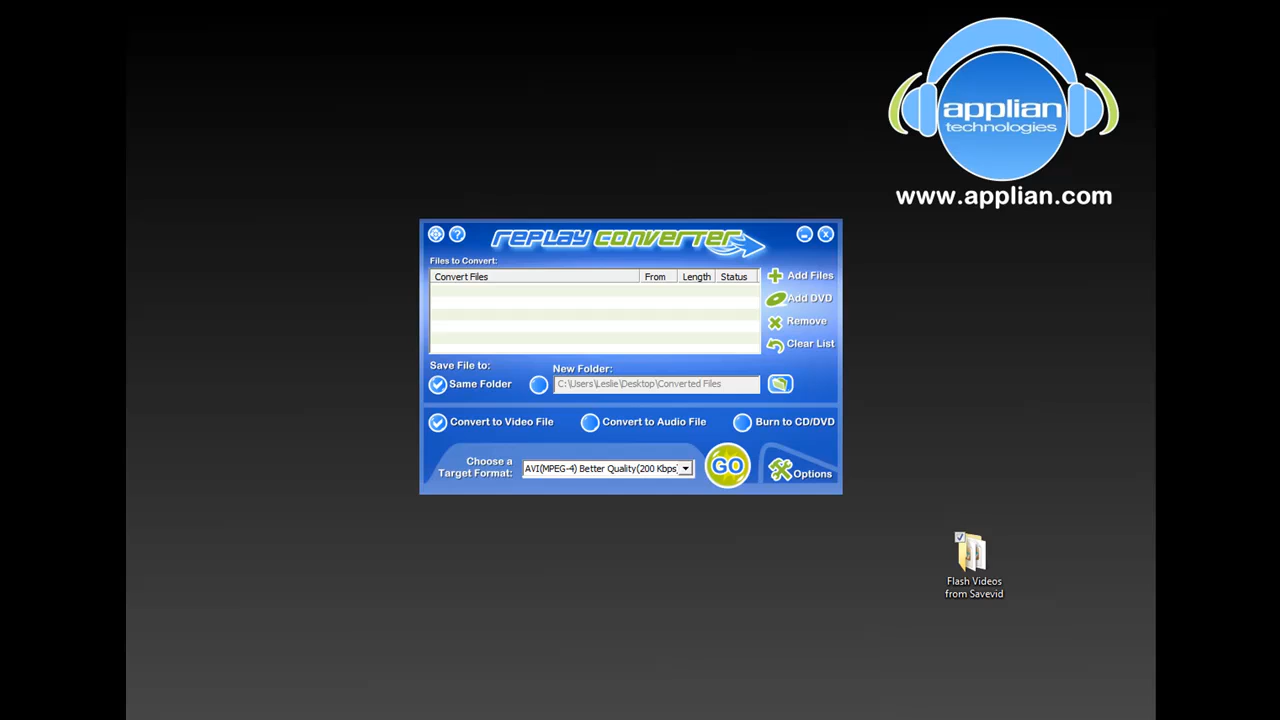 applian
technologies
www.applian.com
replay converter
Files to Convert:
Convert Files From Length Status
Add Files
Add DVD
Remove
Clear List
Save File to:
Same Folder
New Folder:
C:\Users\Leslie\Desktop\Converted Files
Convert to Video File
Convert to Audio File
Burn to CD/DVD
Choose a
Target Format:
AVI(MPEG-4) Better Quality(200 Kbps)
GO
Options
Flash Videos
from Savevid